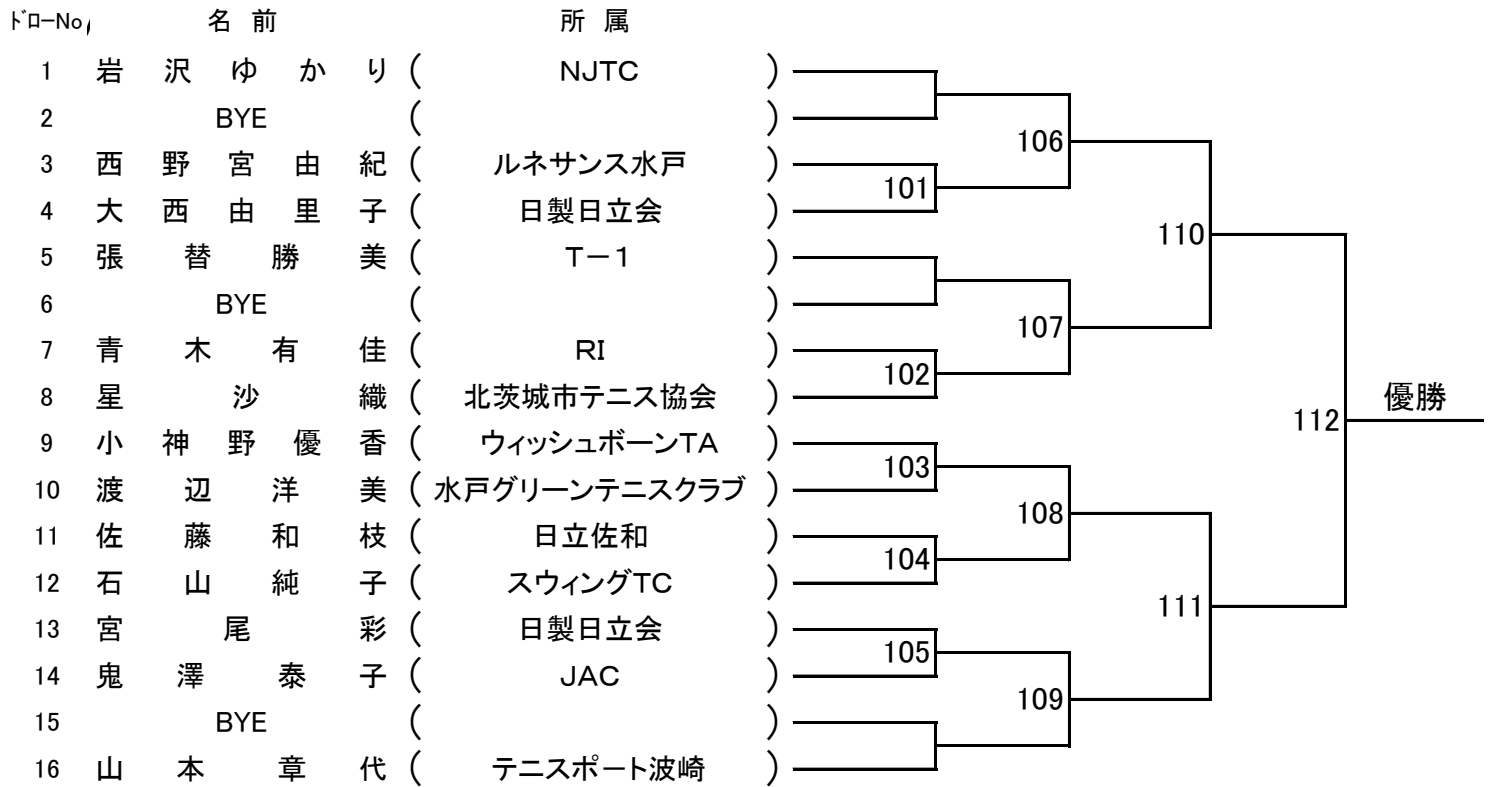 ﾄﾞﾛｰNo 名 前 所 属
1 岩 沢 ゆ か り ( NJTC )
2 BYE ( )
106
3 西 野 宮 由 紀 ( ルネサンス水戸 )
101
4 大 西 由 里 子 ( 日製日立会 )
110
5 張 替 勝 美 ( T－1 )
6 BYE ( )
107
7 青 木 有 佳 ( RI )
102
8 星 沙 織 ( 北茨城市テニス協会 )
優勝
112
9 小 神 野 優 香 ( ウィッシュボーンTA )
103
10 渡 辺 洋 美 ( 水戸グリーンテニスクラブ )
108
11 佐 藤 和 枝 ( 日立佐和 )
104
12 石 山 純 子 ( スウィングTC )
111
13 宮 尾 彩 ( 日製日立会 )
105
14 鬼 澤 泰 子 ( JAC )
109
15 BYE ( )
16 山 本 章 代 ( テニスポート波崎 )